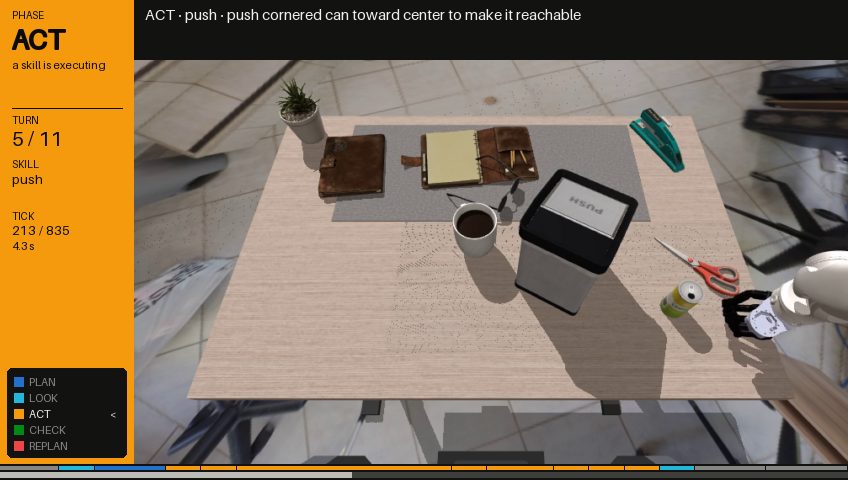 PHASE
ACT
a skill is executing
TURN
5 / 11
SKILL
push
TICK
213 / 835
4.3 s
PLAN
LOOK
ACT <
CHECK
REPLAN
ACT · push · push cornered can toward center to make it reachable
PUSH